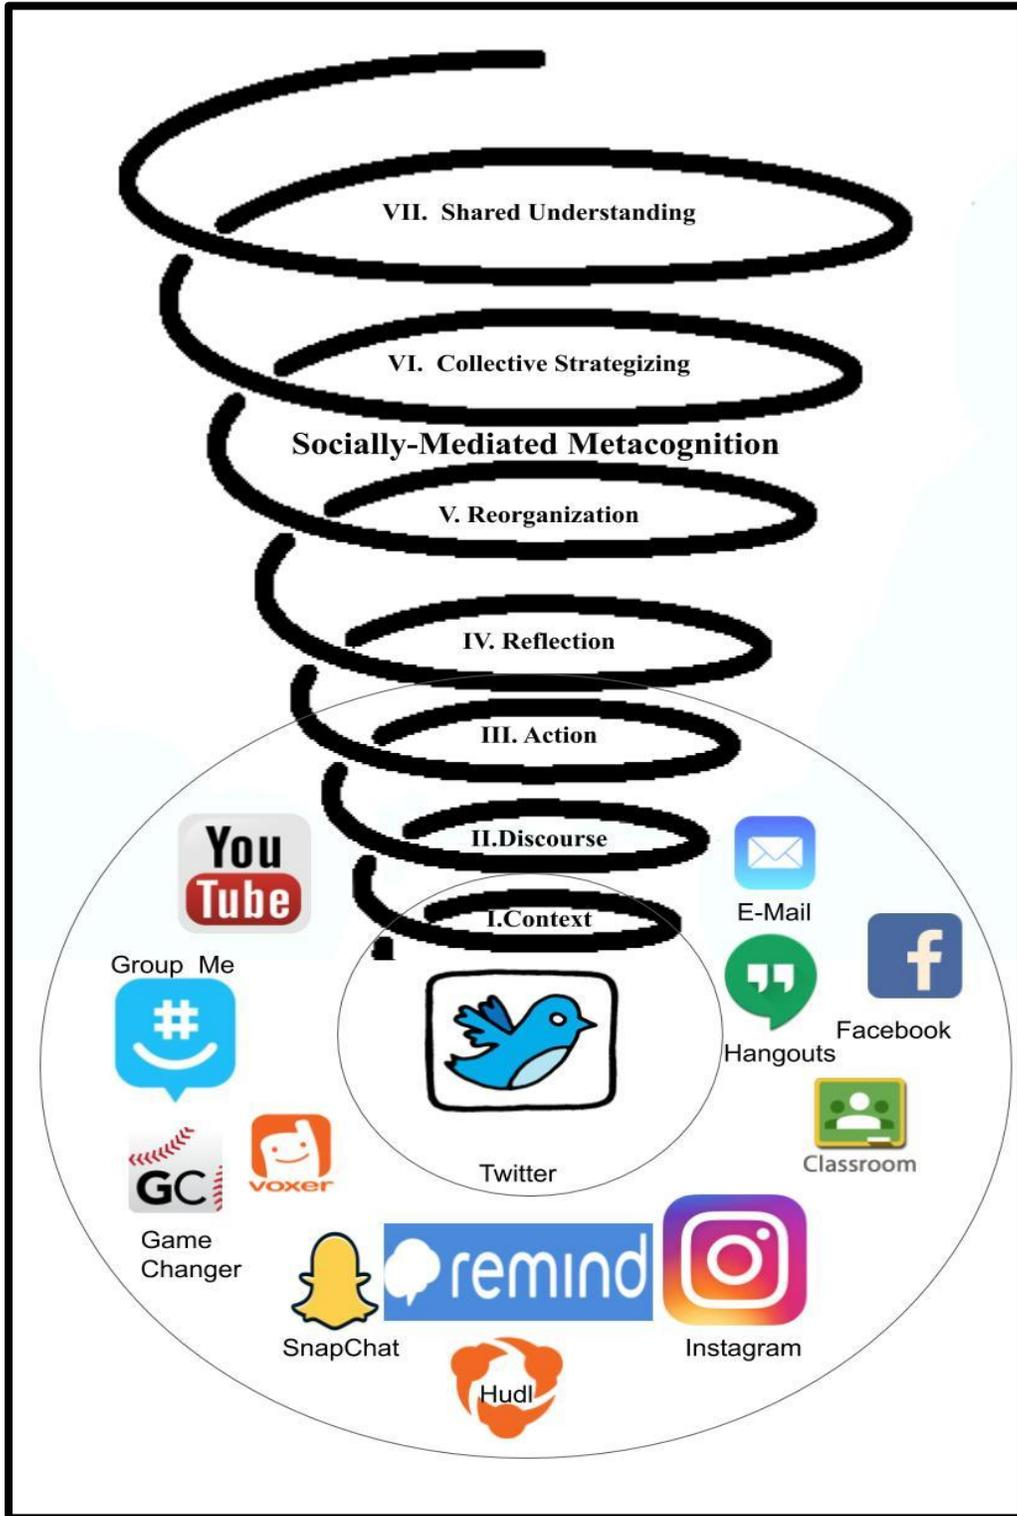 VII. Shared Understanding
VI. Collective Strategizing
Socially-Mediated Metacognition
V. Reorganization
IV. Reflection
III. Action
II.Discourse
I.Context
You
Tube
E-Mail
Group Me
#
f
Facebook
Hangouts
GC
voxer
Classroom
Twitter
Game
Changer
remind
SnapChat
Instagram
Hudl